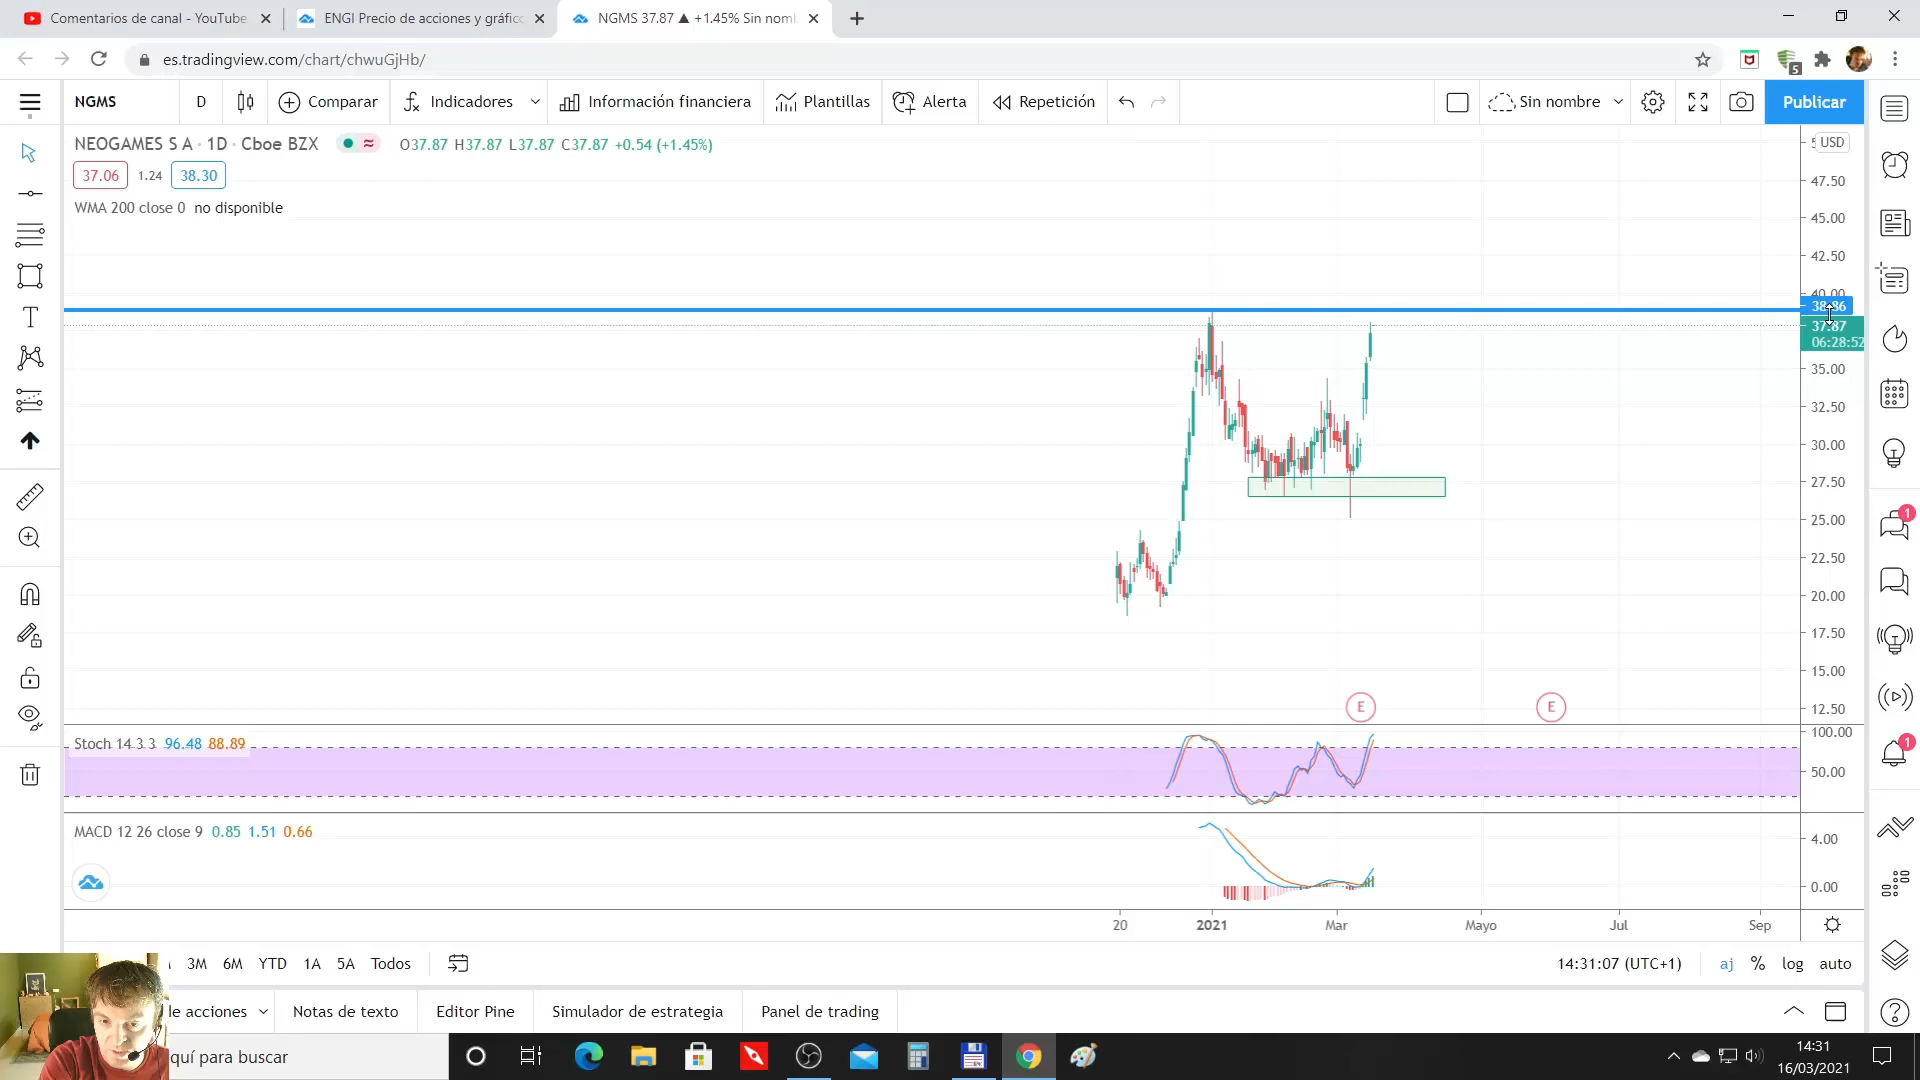 Comentarios de canal - YouTube
ENGI Precio de acciones y gráfic
NGMS 37.87 ▲ +1.45% Sin nom
es.tradingview.com/chart/chwuGjHb/
5
NGMS
D
Comparar
Indicadores
Información financiera
Plantillas
Alerta
Repetición
Sin nombre
Publicar
NEOGAMES S A · 1D · Cboe BZX
O37.87 H37.87 L37.87 C37.87 +0.54 (+1.45%)
USD
37.06
1.24
38.30
WMA 200 close 0 no disponible
47.50
45.00
42.50
40.00
38.86
37.87
06:28:52
35.00
32.50
30.00
27.50
25.00
22.50
20.00
17.50
15.00
12.50
E
E
1
1
Stoch 14 3 3 96.48 88.89
100.00
50.00
MACD 12 26 close 9 0.85 1.51 0.66
4.00
0.00
20
2021
Mar
Mayo
Jul
Sep
3M
6M
YTD
1A
5A
Todos
14:31:07 (UTC+1)
aj
%
log
auto
de acciones
Notas de texto
Editor Pine
Simulador de estrategia
Panel de trading
quí para buscar
14:31
16/03/2021